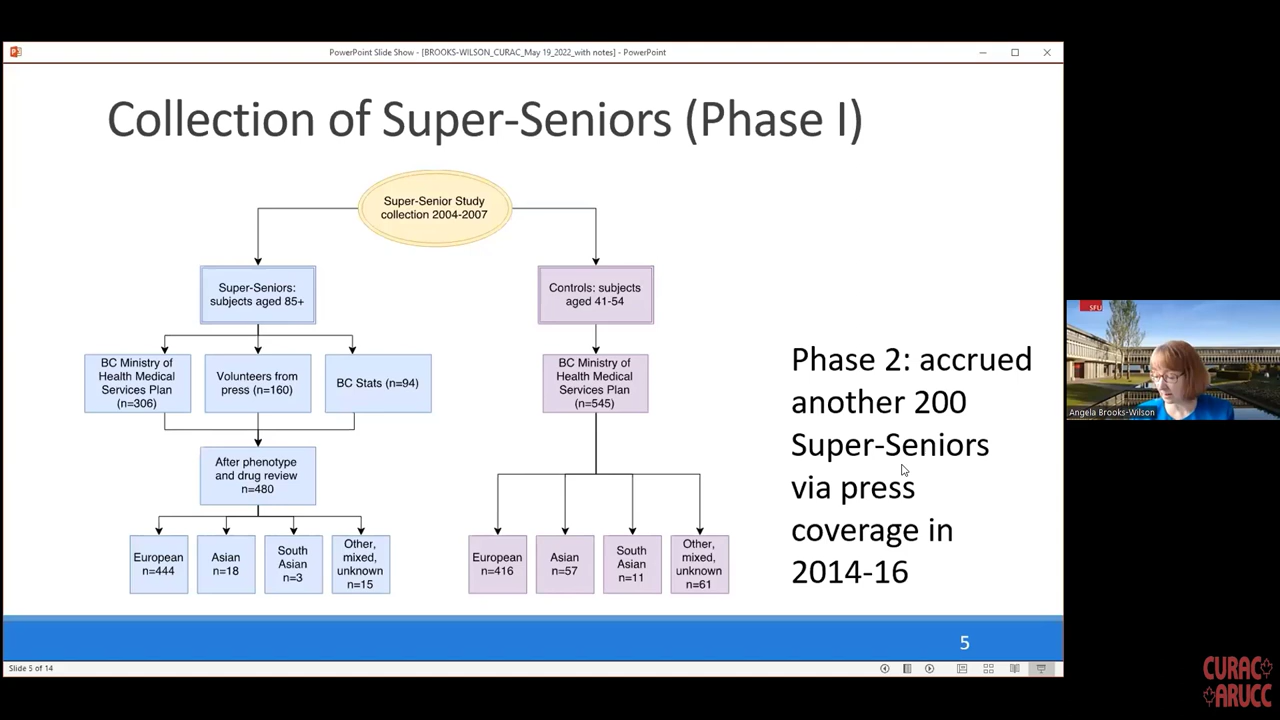 PowerPoint Slide Show - [BROOKS-WILSON_CURAC_May 19_2022_with notes] - PowerPoint
Collection of Super-Seniors (Phase I)
Super-Senior Study
collection 2004-2007
Super-Seniors:
subjects aged 85+
Controls: subjects
aged 41-54
BC Ministry of
Health Medical
Services Plan
(n=306)
Volunteers from
press (n=160)
BC Stats (n=94)
BC Ministry of
Health Medical
Services Plan
(n=545)
After phenotype
and drug review
n=480
European
n=444
Asian
n=18
South
Asian
n=3
Other,
mixed,
unknown
n=15
European
n=416
Asian
n=57
South
Asian
n=11
Other,
mixed,
unknown
n=61
Phase 2: accrued
another 200
Super-Seniors
via press
coverage in
2014-16
5
Slide 5 of 14
SFU
Angela Brooks-Wilson
CURAC
ARUCC